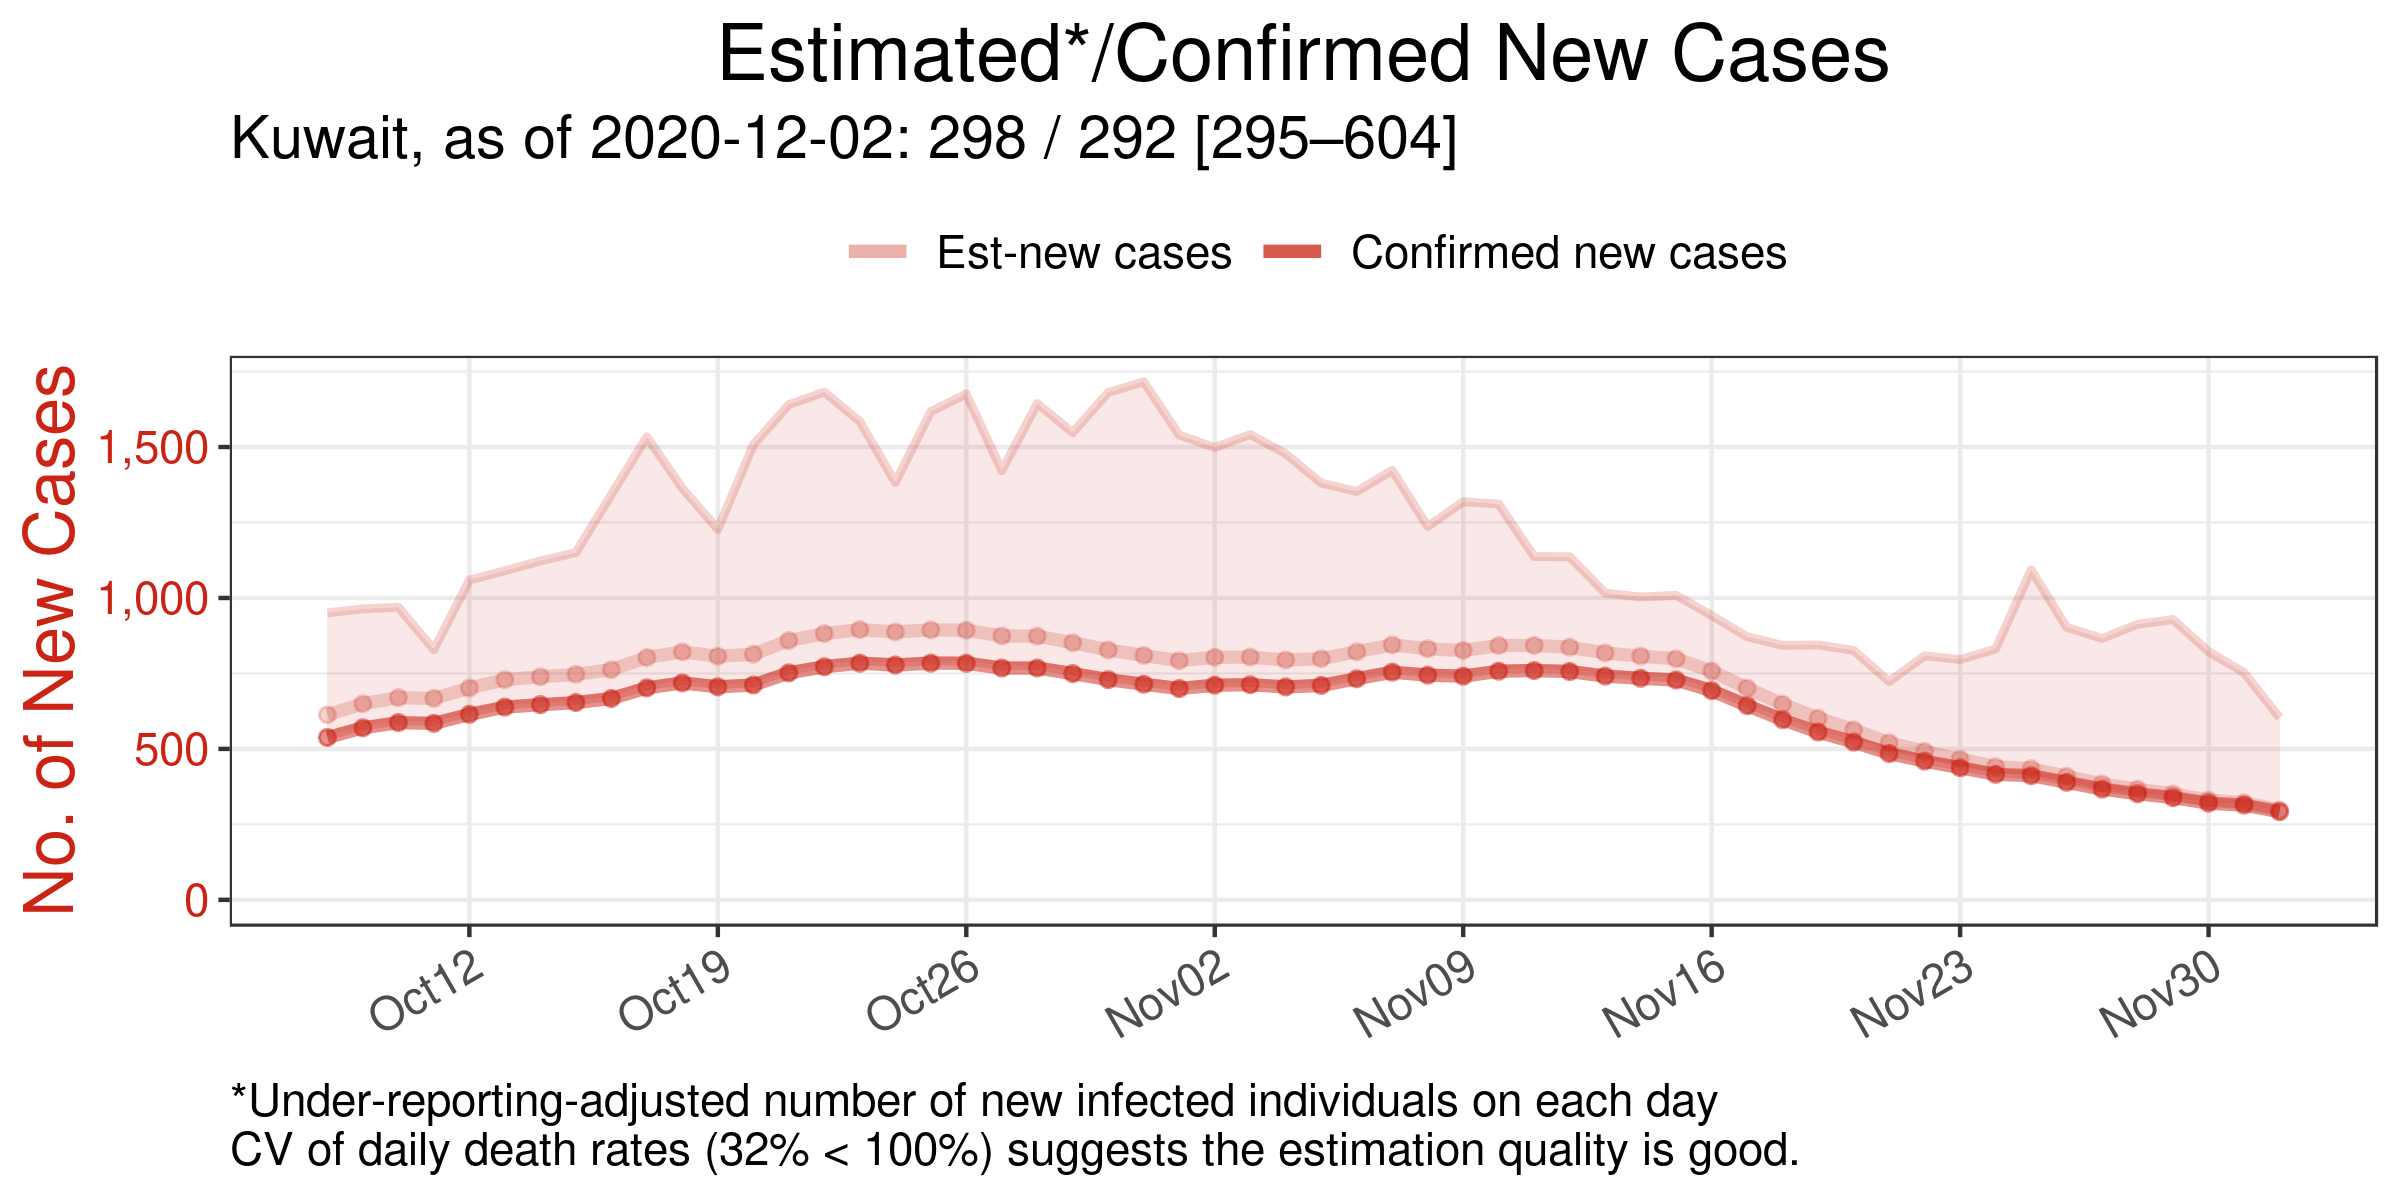 Estimated*/Confirmed New Cases
Kuwait, as of 2020-12-02: 298 / 292 [295–604]
Est-new cases
Confirmed new cases
No. of New Cases
1,500
1,000
500
0
Oct12
Oct19
Oct26
Nov02
Nov09
Nov16
Nov23
Nov30
*Under-reporting-adjusted number of new infected individuals on each day
CV of daily death rates (32% < 100%) suggests the estimation quality is good.